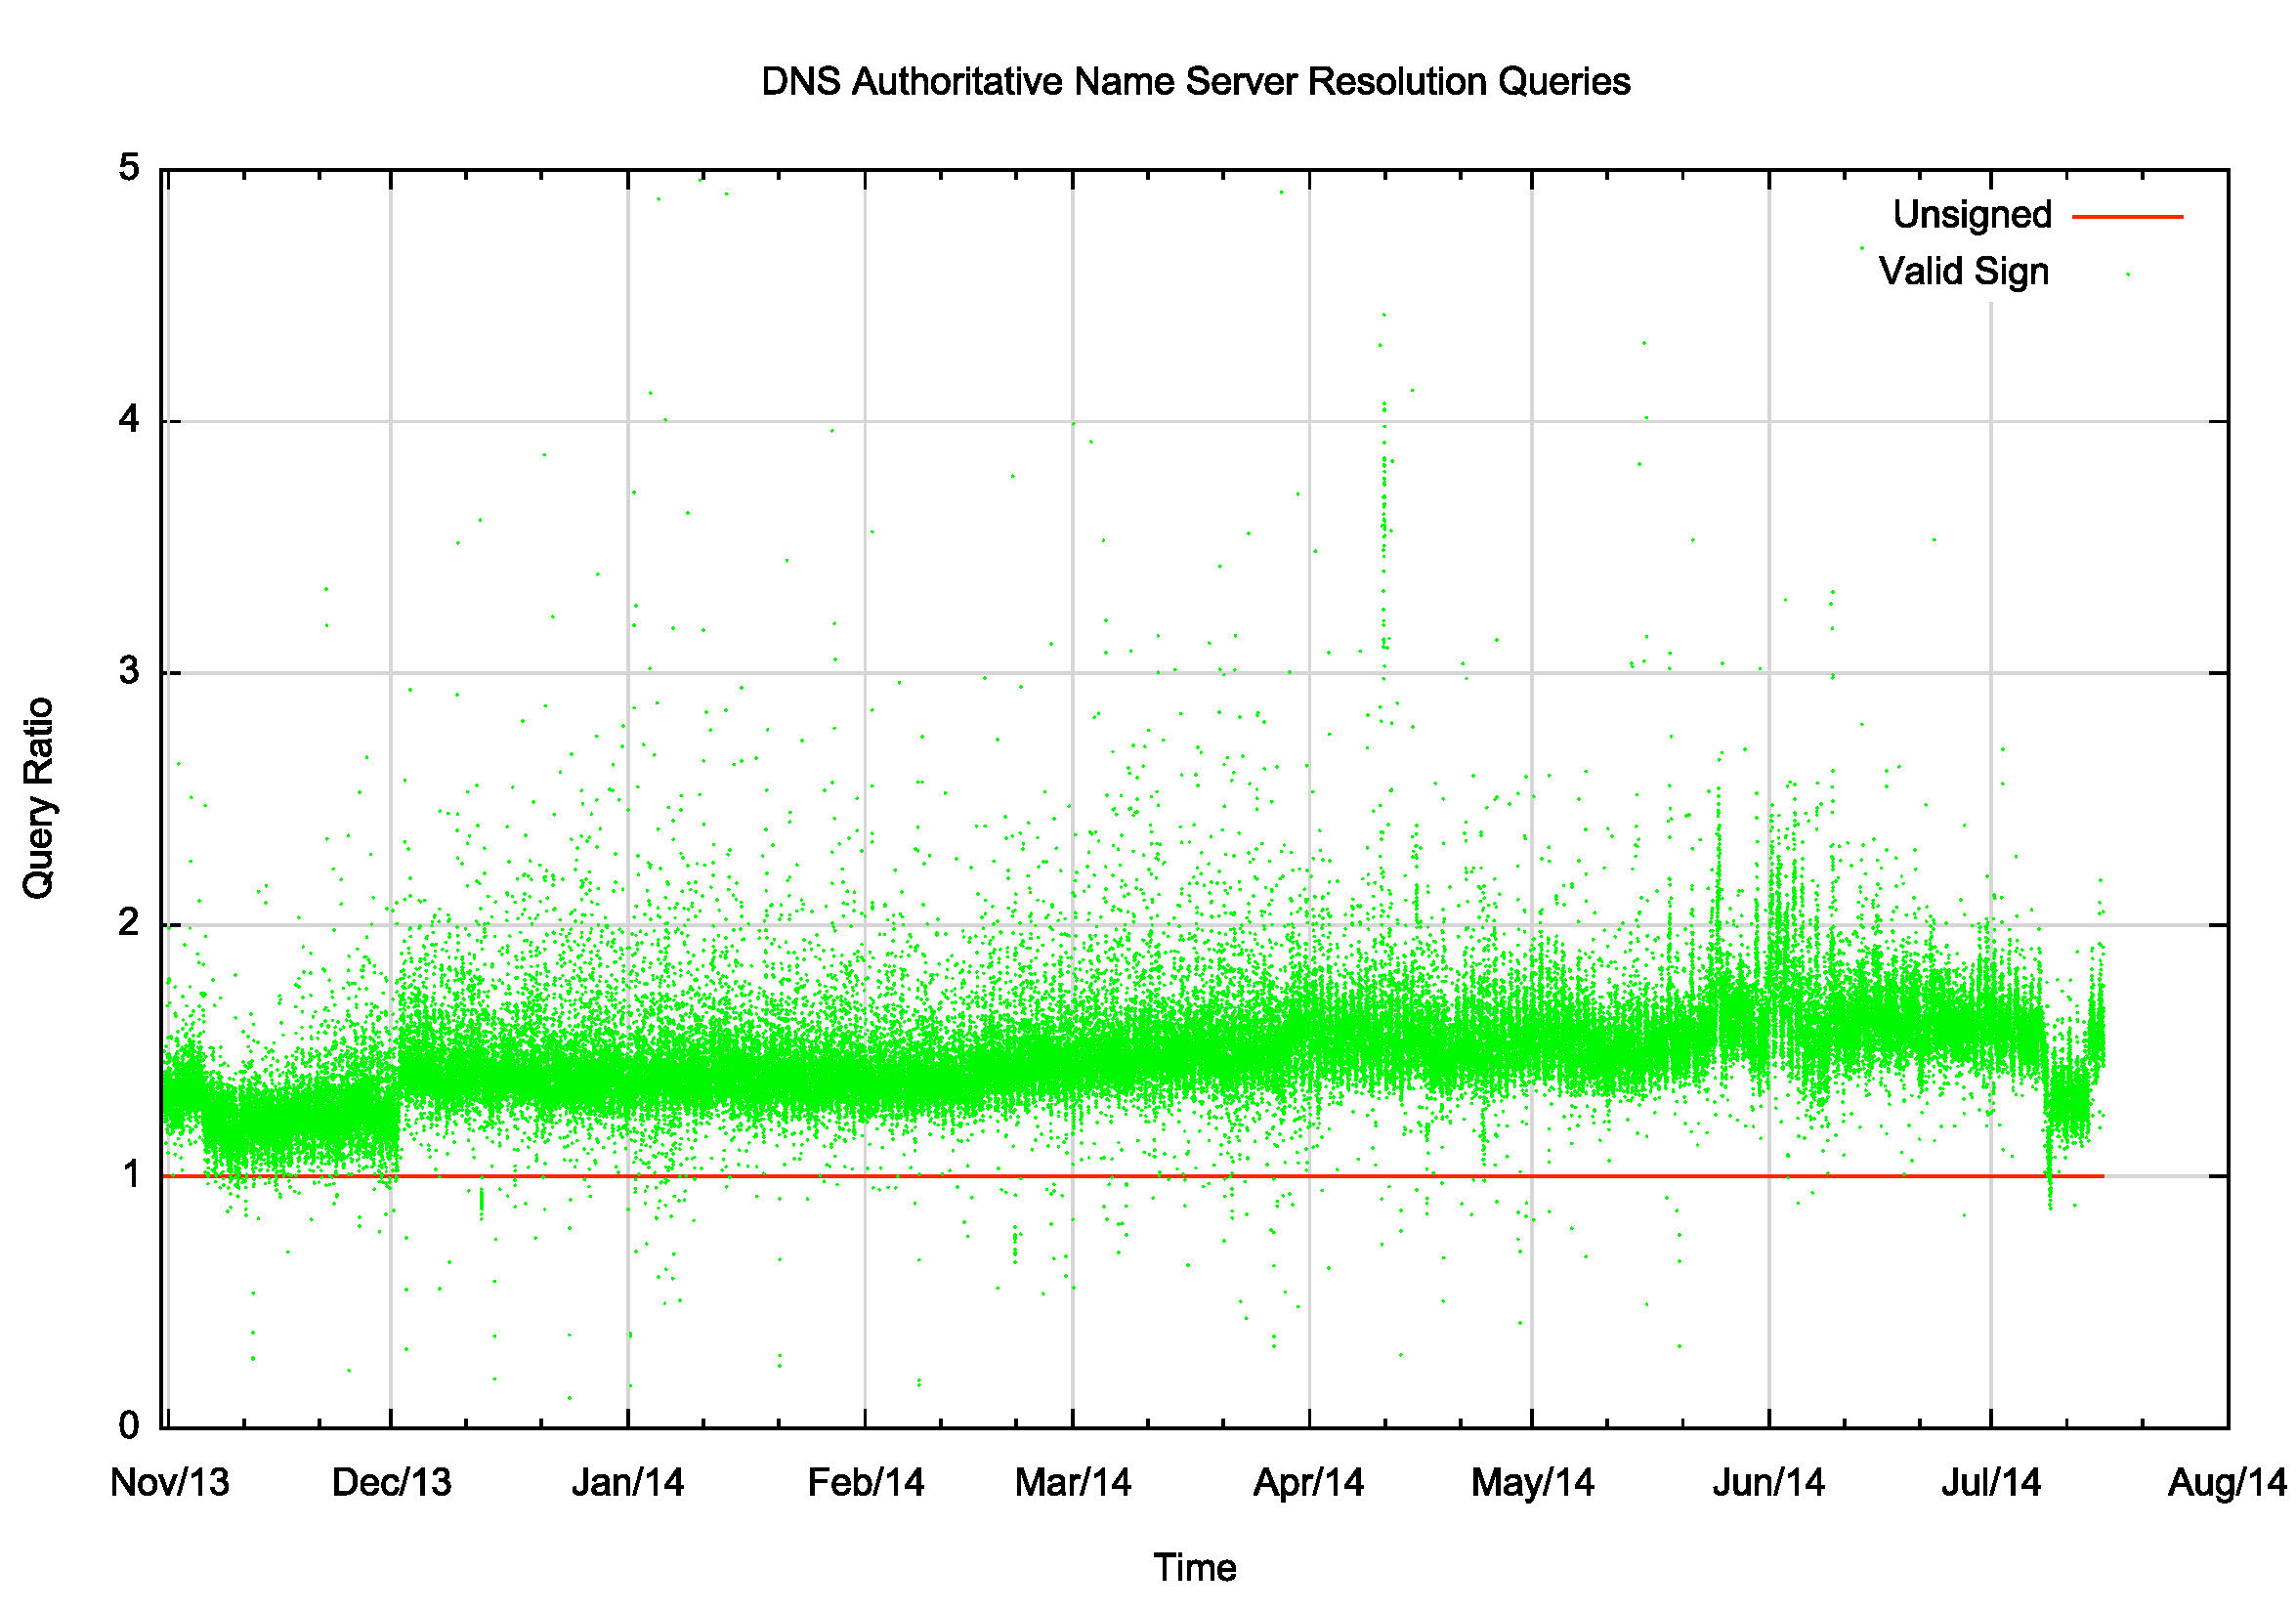 DNS Authoritative Name Server Resolution Queries
5
Unsigned
Valid Sign
4
3
Query Ratio
2
1
0
Nov/13 Dec/13 Jan/14 Feb/14 Mar/14 Apr/14 May/14 Jun/14 Jul/14 Aug/14
Time